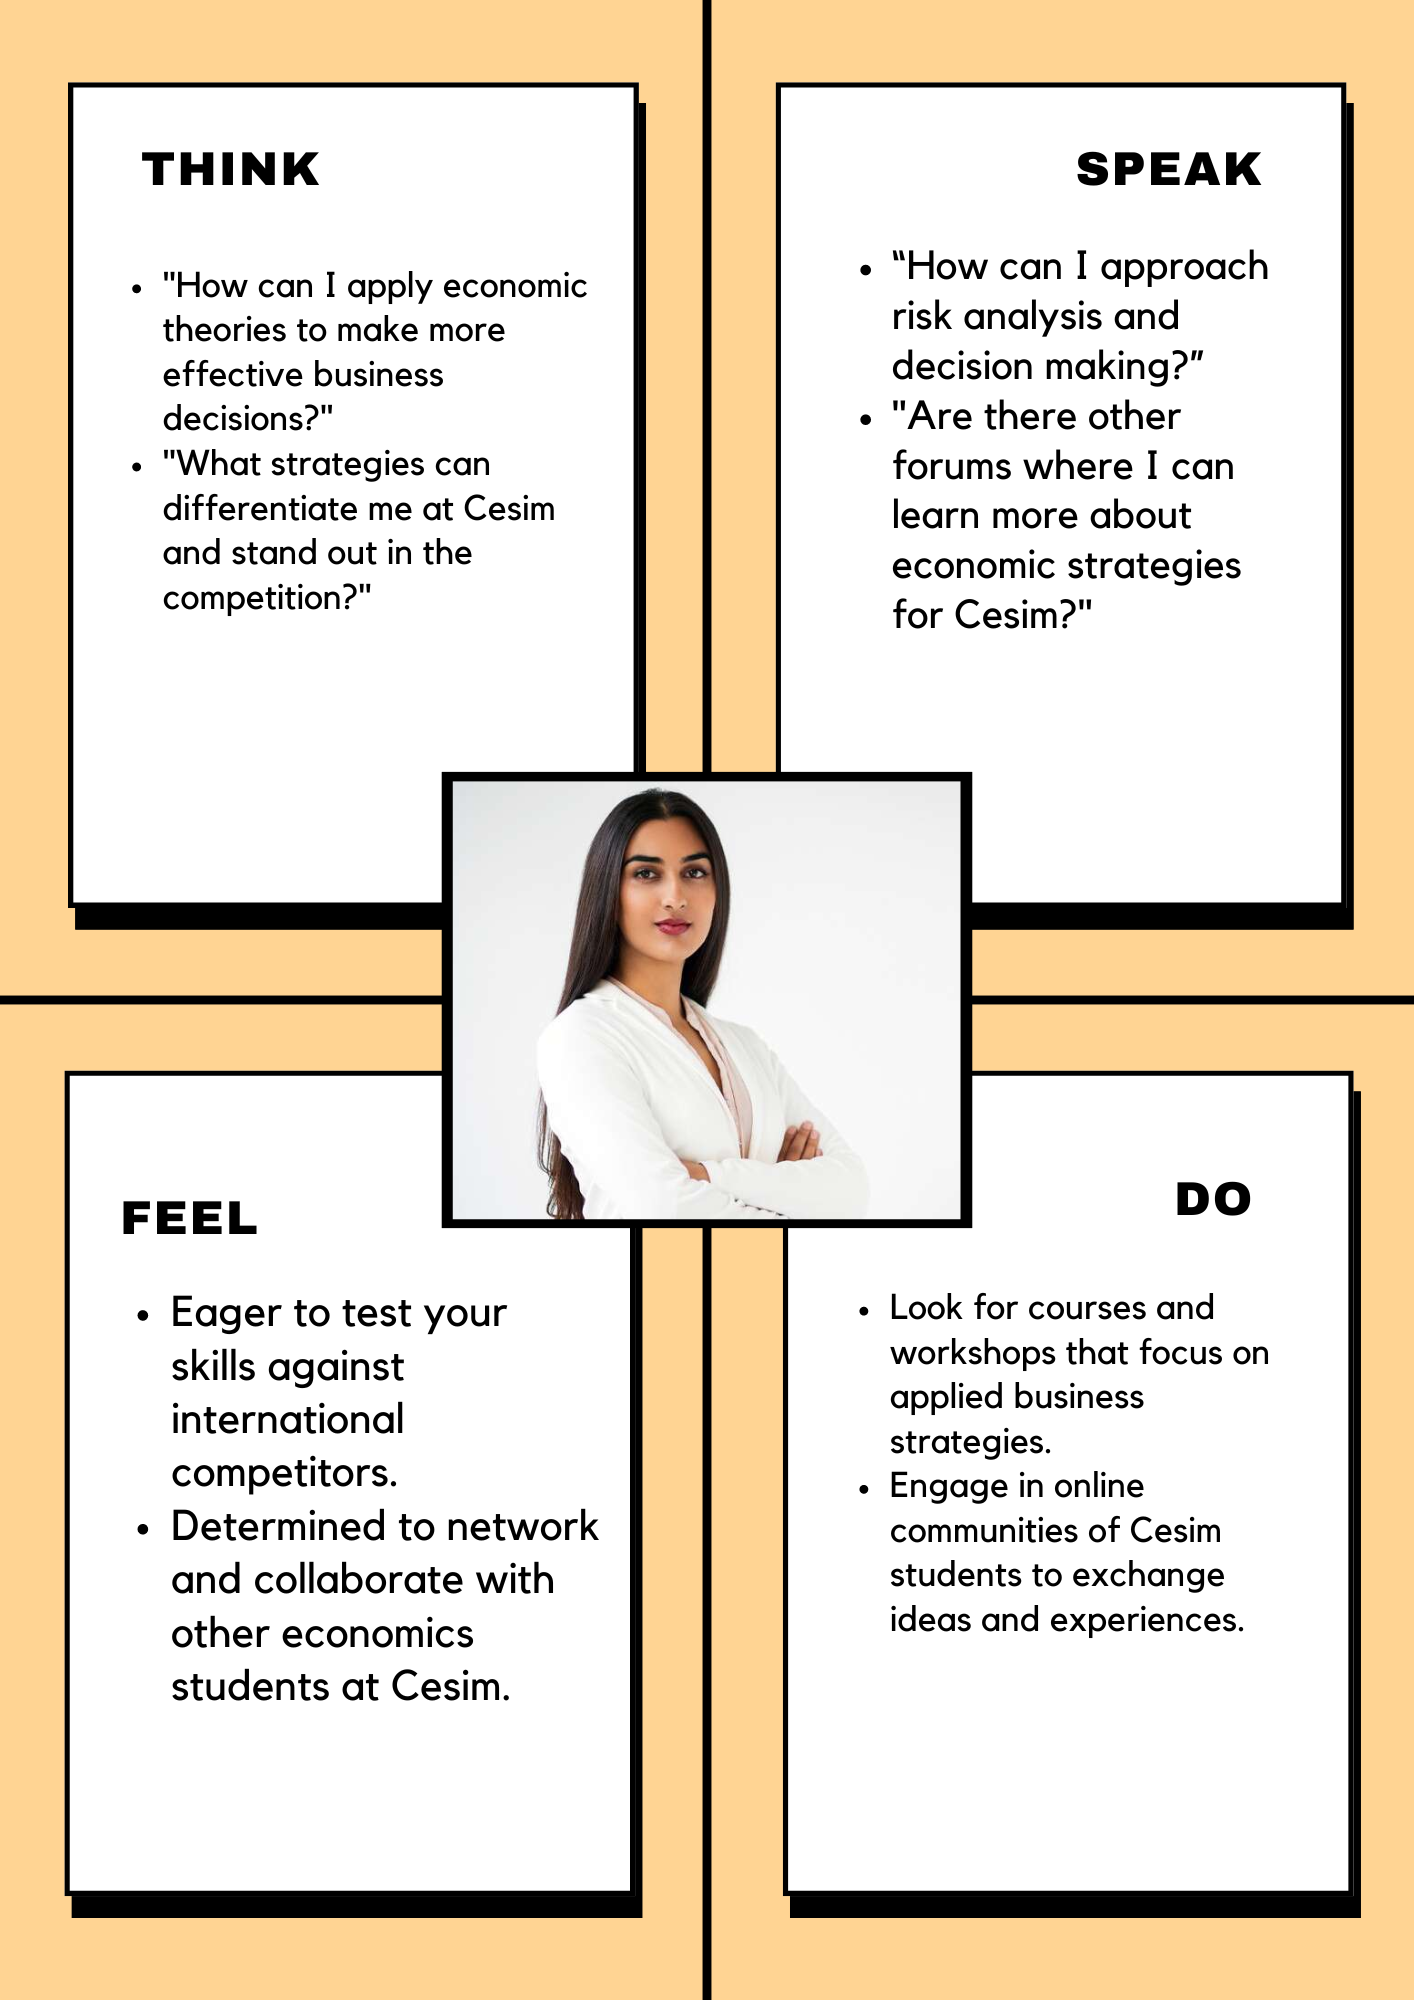 THINK
• "How can I apply economic
theories to make more
effective business
decisions?"
• "What strategies can
differentiate me at Cesim
and stand out in the
competition?"
SPEAK
• “How can I approach
risk analysis and
decision making?”
• "Are there other
forums where I can
learn more about
economic strategies
for Cesim?"
FEEL
• Eager to test your
skills against
international
competitors.
• Determined to network
and collaborate with
other economics
students at Cesim.
DO
• Look for courses and
workshops that focus on
applied business
strategies.
• Engage in online
communities of Cesim
students to exchange
ideas and experiences.